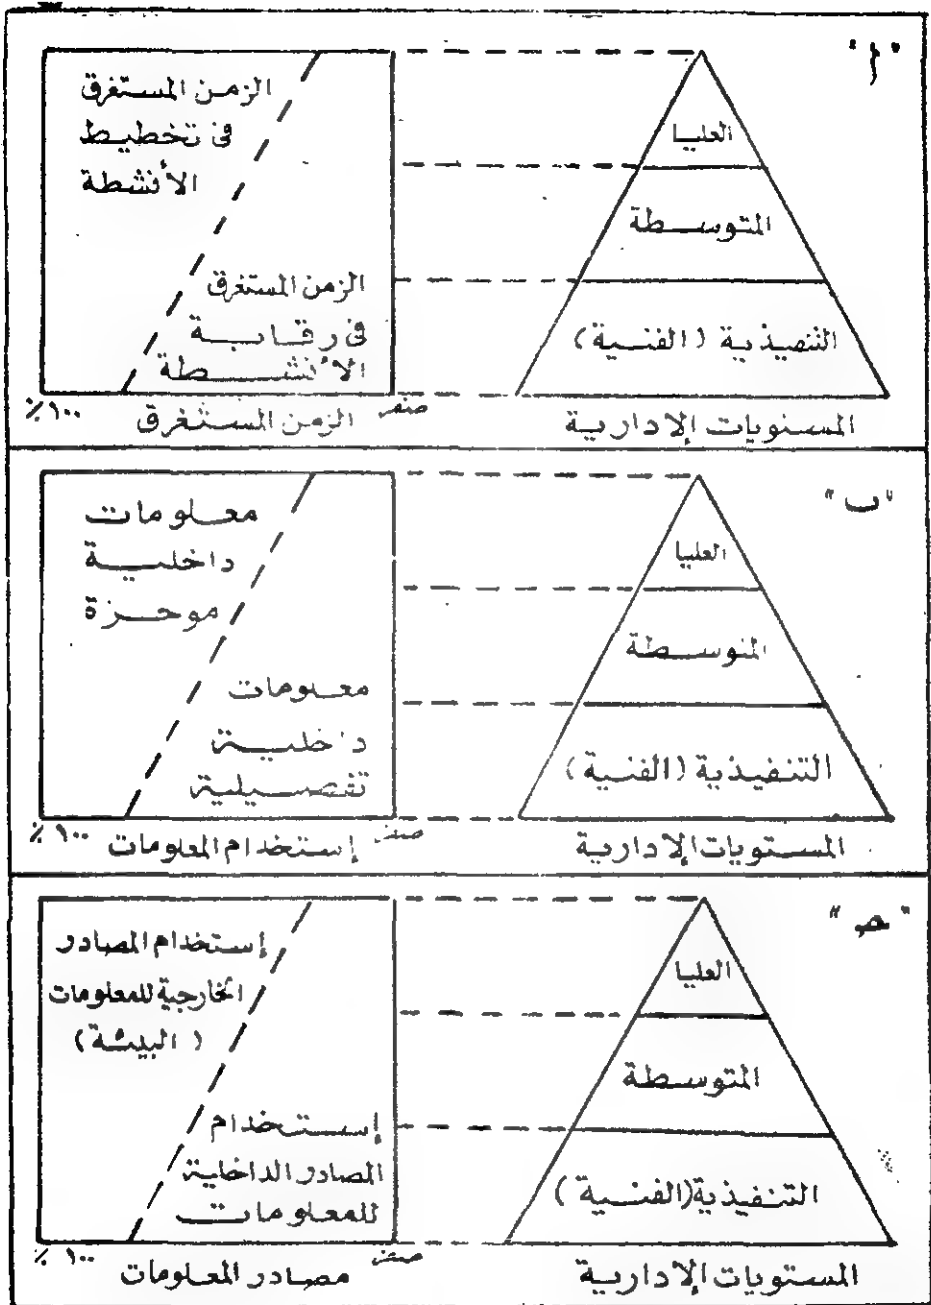 "أ"
العليا
المتوسطة
التنفيذية (الفنية)
المستويات الإدارية
الزمن المستغرق
فى تخطيط
الأنشطة
الزمن المستغرق
فى رقابة
الأنشطة
صفر
١٠٠ ٪
الزمن المستغرق
"ب"
العليا
المتوسطة
التنفيذية (الفنية)
المستويات الإدارية
معلومات
داخلية
موجزة
معلومات
داخلية
تفصيلية
صفر
١٠٠ ٪
إستخدام المعلومات
"جـ"
العليا
المتوسطة
التنفيذية (الفنية)
المستويات الإدارية
إستخدام المصادر
الخارجية للمعلومات
(البيئة)
إستخدام
المصادر الداخلية
للمعلومات
صفر
١٠٠ ٪
مصادر المعلومات